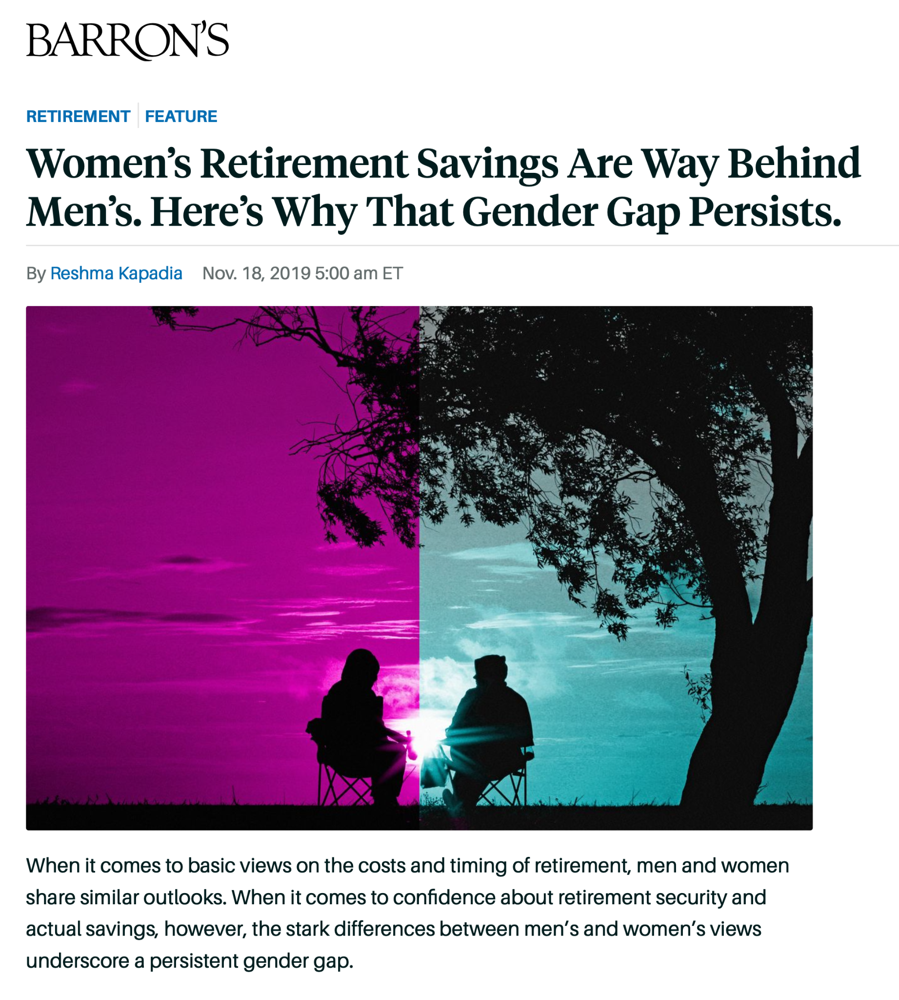 BARRON'S
RETIREMENT FEATURE
Women’s Retirement Savings Are Way Behind
Men’s. Here’s Why That Gender Gap Persists.
By Reshma Kapadia Nov. 18, 2019 5:00 am ET
When it comes to basic views on the costs and timing of retirement, men and women
share similar outlooks. When it comes to confidence about retirement security and
actual savings, however, the stark differences between men’s and women’s views
underscore a persistent gender gap.